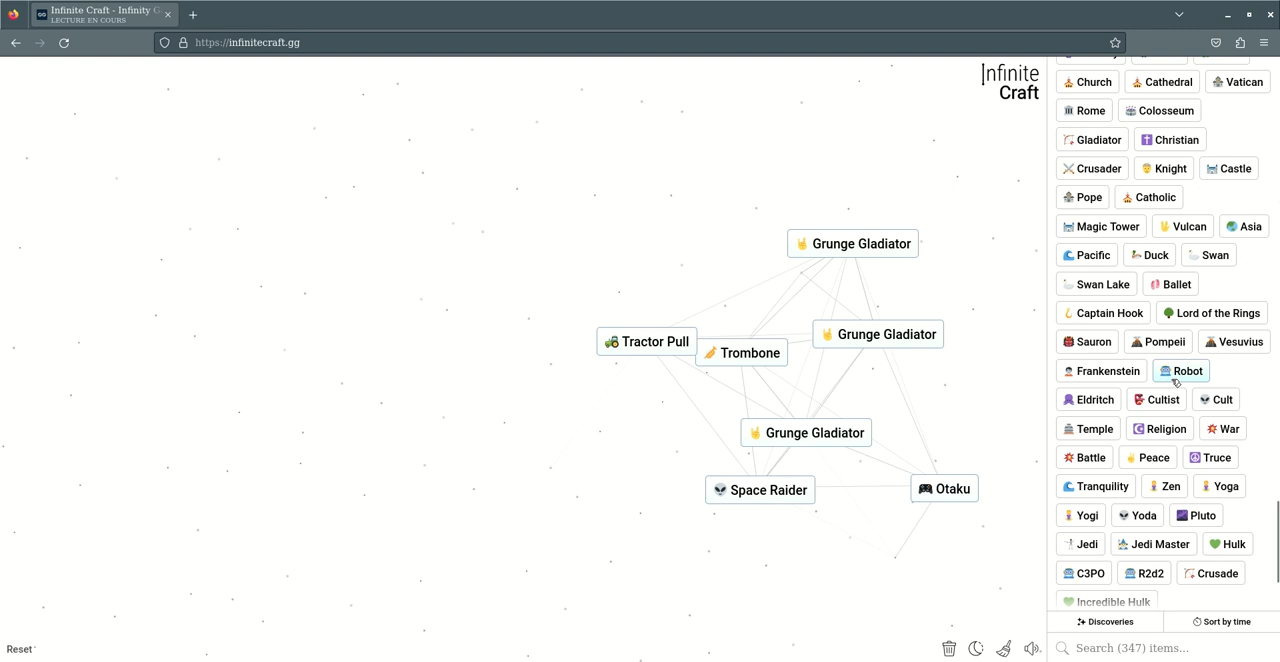 Infinite Craft - Infinity G
LECTURE EN COURS
https://infinitecraft.gg
Infinite
Craft
Church Cathedral Vatican
Rome Colosseum
Gladiator Christian
Crusader Knight Castle
Pope Catholic
Magic Tower Vulcan Asia
Pacific Duck Swan
Swan Lake Ballet
Captain Hook Lord of the Rings
Sauron Pompeii Vesuvius
Frankenstein Robot
Eldritch Cultist Cult
Temple Religion War
Battle Peace Truce
Tranquility Zen Yoga
Yogi Yoda Pluto
Jedi Jedi Master Hulk
C3PO R2d2 Crusade
Incredible Hulk
Grunge Gladiator
Grunge Gladiator
Tractor Pull
Trombone
Grunge Gladiator
Space Raider
Otaku
Discoveries Sort by time
Search (347) items...
Reset